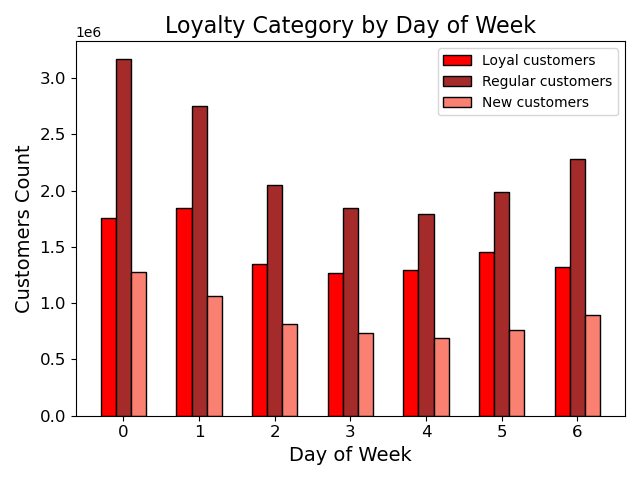 Loyalty Category by Day of Week
1e6
Loyal customers
Regular customers
New customers
Customers Count
3.0
2.5
2.0
1.5
1.0
0.5
0.0
0 1 2 3 4 5 6
Day of Week